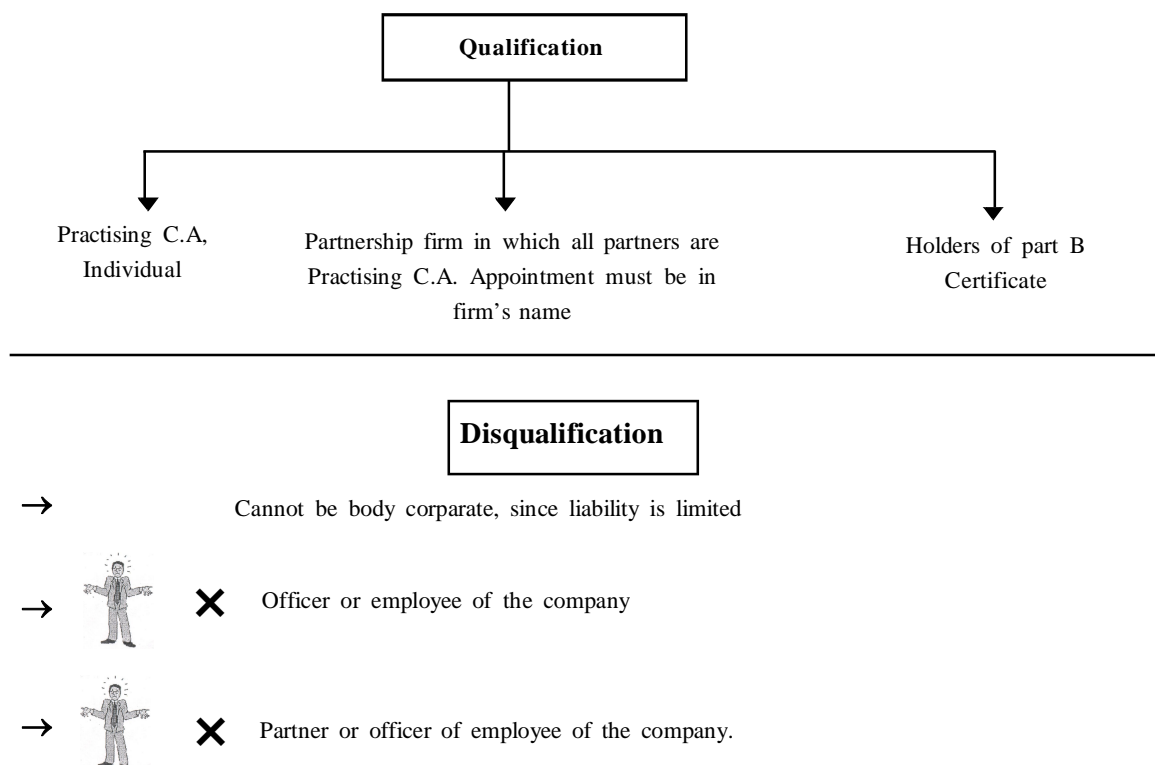 Qualification
Practising C.A,
Individual
Partnership firm in which all partners are
Practising C.A. Appointment must be in
firm's name
Holders of part B
Certificate
Disqualification
→ Cannot be body corparate, since liability is limited
→ ✕ Officer or employee of the company
→ ✕ Partner or officer of employee of the company.